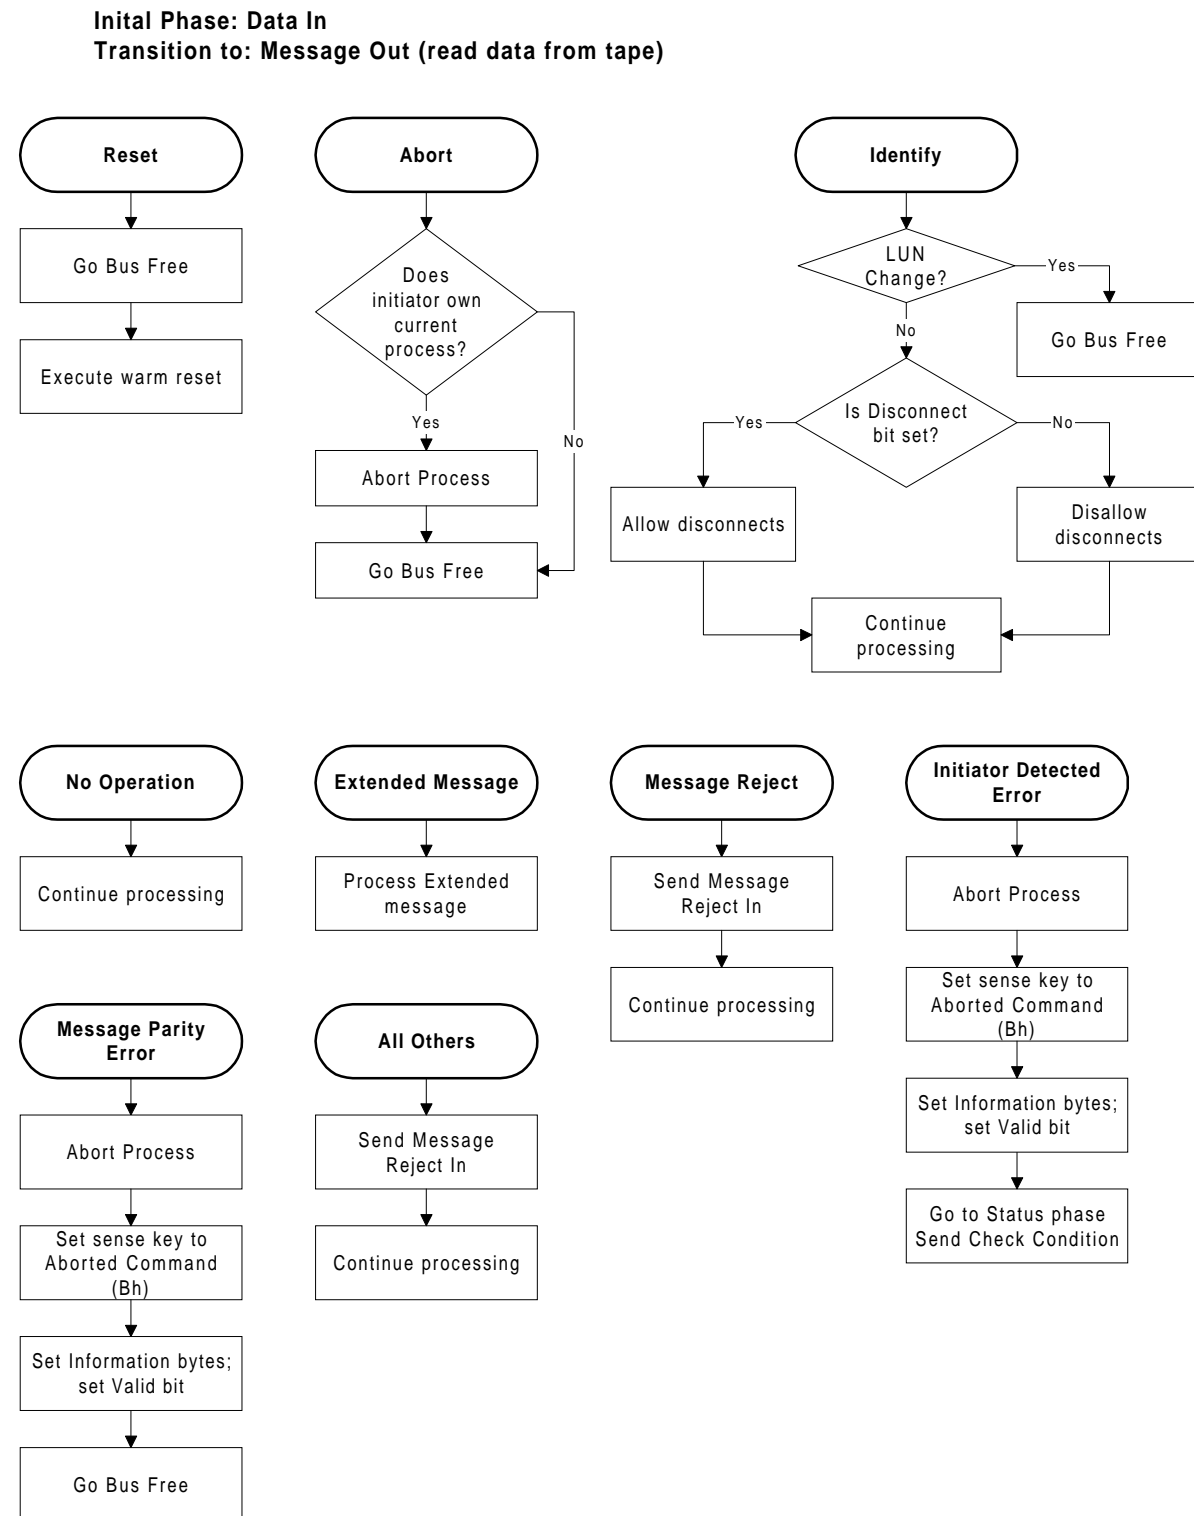 Inital Phase: Data In
Transition to: Message Out (read data from tape)
Reset
Go Bus Free
Execute warm reset
Abort
Does
initiator own
current
process?
Yes
No
Abort Process
Go Bus Free
Identify
LUN
Change?
Yes
Go Bus Free
No
Is Disconnect
bit set?
Yes
No
Allow disconnects
Disallow
disconnects
Continue
processing
No Operation
Continue processing
Extended Message
Process Extended
message
Message Reject
Send Message
Reject In
Continue processing
Initiator Detected
Error
Abort Process
Set sense key to
Aborted Command
(Bh)
Set Information bytes;
set Valid bit
Go to Status phase
Send Check Condition
Message Parity
Error
Abort Process
Set sense key to
Aborted Command
(Bh)
Set Information bytes;
set Valid bit
Go Bus Free
All Others
Send Message
Reject In
Continue processing